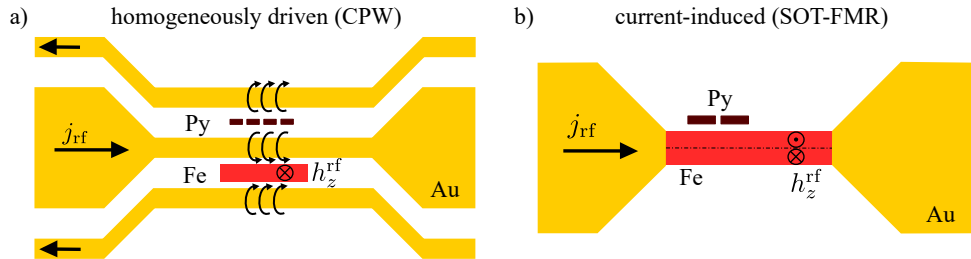 a) homogeneously driven (CPW)
j_rf
Py
Fe
h_z^rf
Au
b) current-induced (SOT-FMR)
j_rf
Py
Fe
h_z^rf
Au